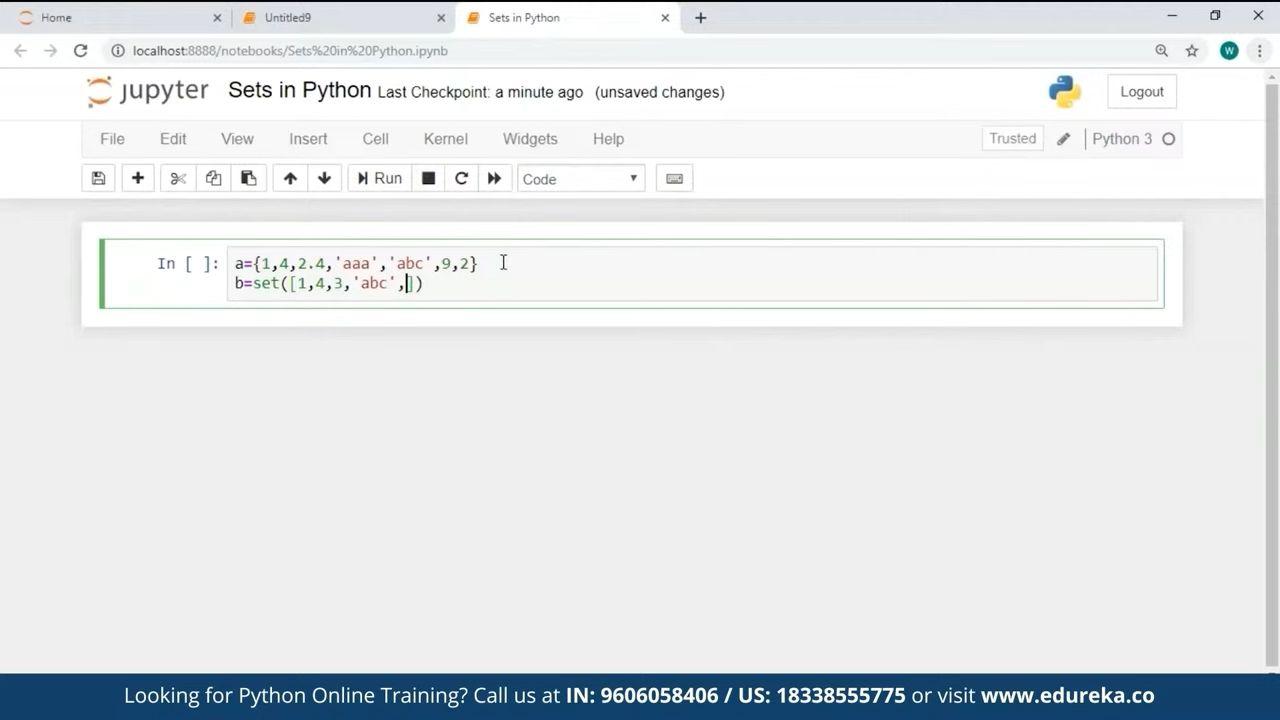 Home
Untitled9
Sets in Python
localhost:8888/notebooks/Sets%20in%20Python.ipynb
W
jupyter Sets in Python Last Checkpoint: a minute ago (unsaved changes)
Logout
File Edit View Insert Cell Kernel Widgets Help
Trusted
Python 3
Run
Code
In [ ]: a={1,4,2.4,'aaa','abc',9,2}
b=set([1,4,3,'abc',])
Looking for Python Online Training? Call us at IN: 9606058406 / US: 18338555775 or visit www.edureka.co